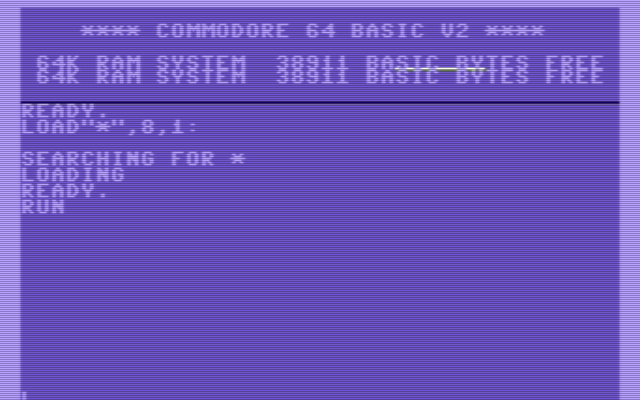 **** COMMODORE 64 BASIC V2 ****
64K RAM SYSTEM  38911 BASIC BYTES FREE
64K RAM SYSTEM  38911 BASIC BYTES FREE
READY.
LOAD"*",8,1:
SEARCHING FOR *
LOADING
READY.
RUN